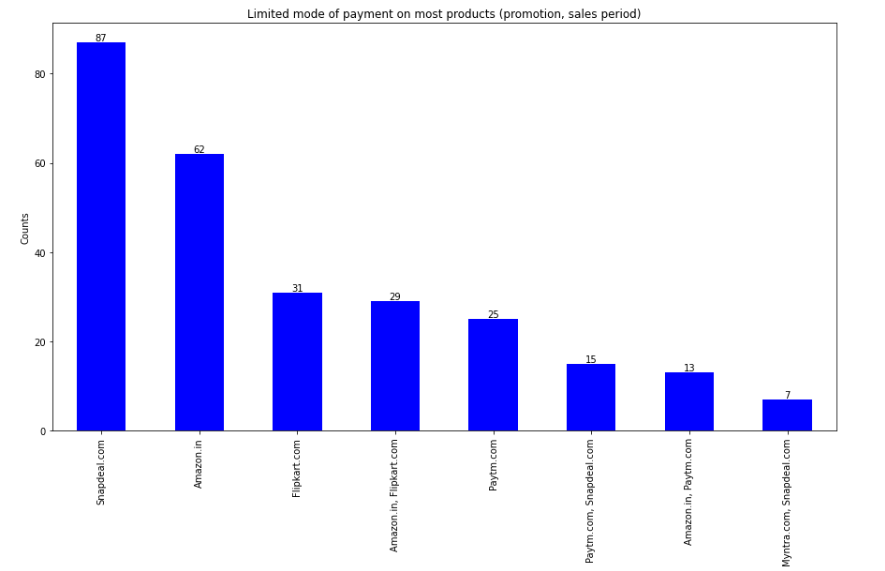 Limited mode of payment on most products (promotion, sales period)
Counts
80
60
40
20
0
87
62
31
29
25
15
13
7
Snapdeal.com
Amazon.in
Flipkart.com
Amazon.in, Flipkart.com
Paytm.com
Paytm.com, Snapdeal.com
Amazon.in, Paytm.com
Myntra.com, Snapdeal.com